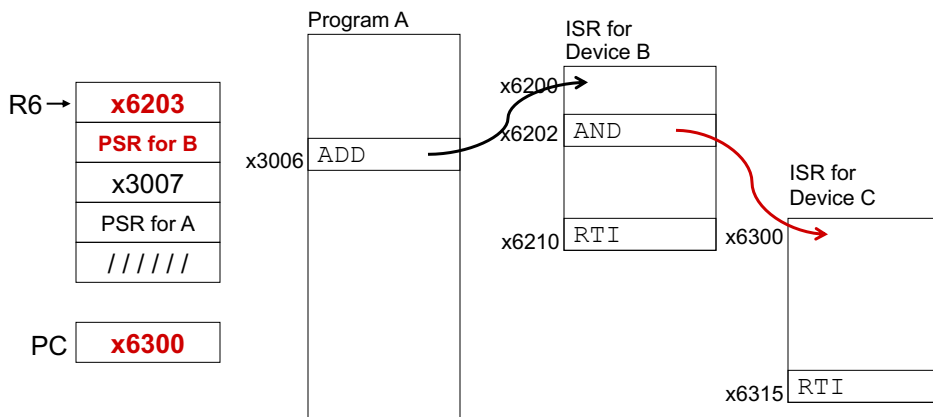 Program A
ISR for
Device B
R6
x6203
PSR for B
x3007
PSR for A
//////
PC
x6300
x3006
ADD
x6200
x6202
AND
x6210
RTI
ISR for
Device C
x6300
x6315
RTI